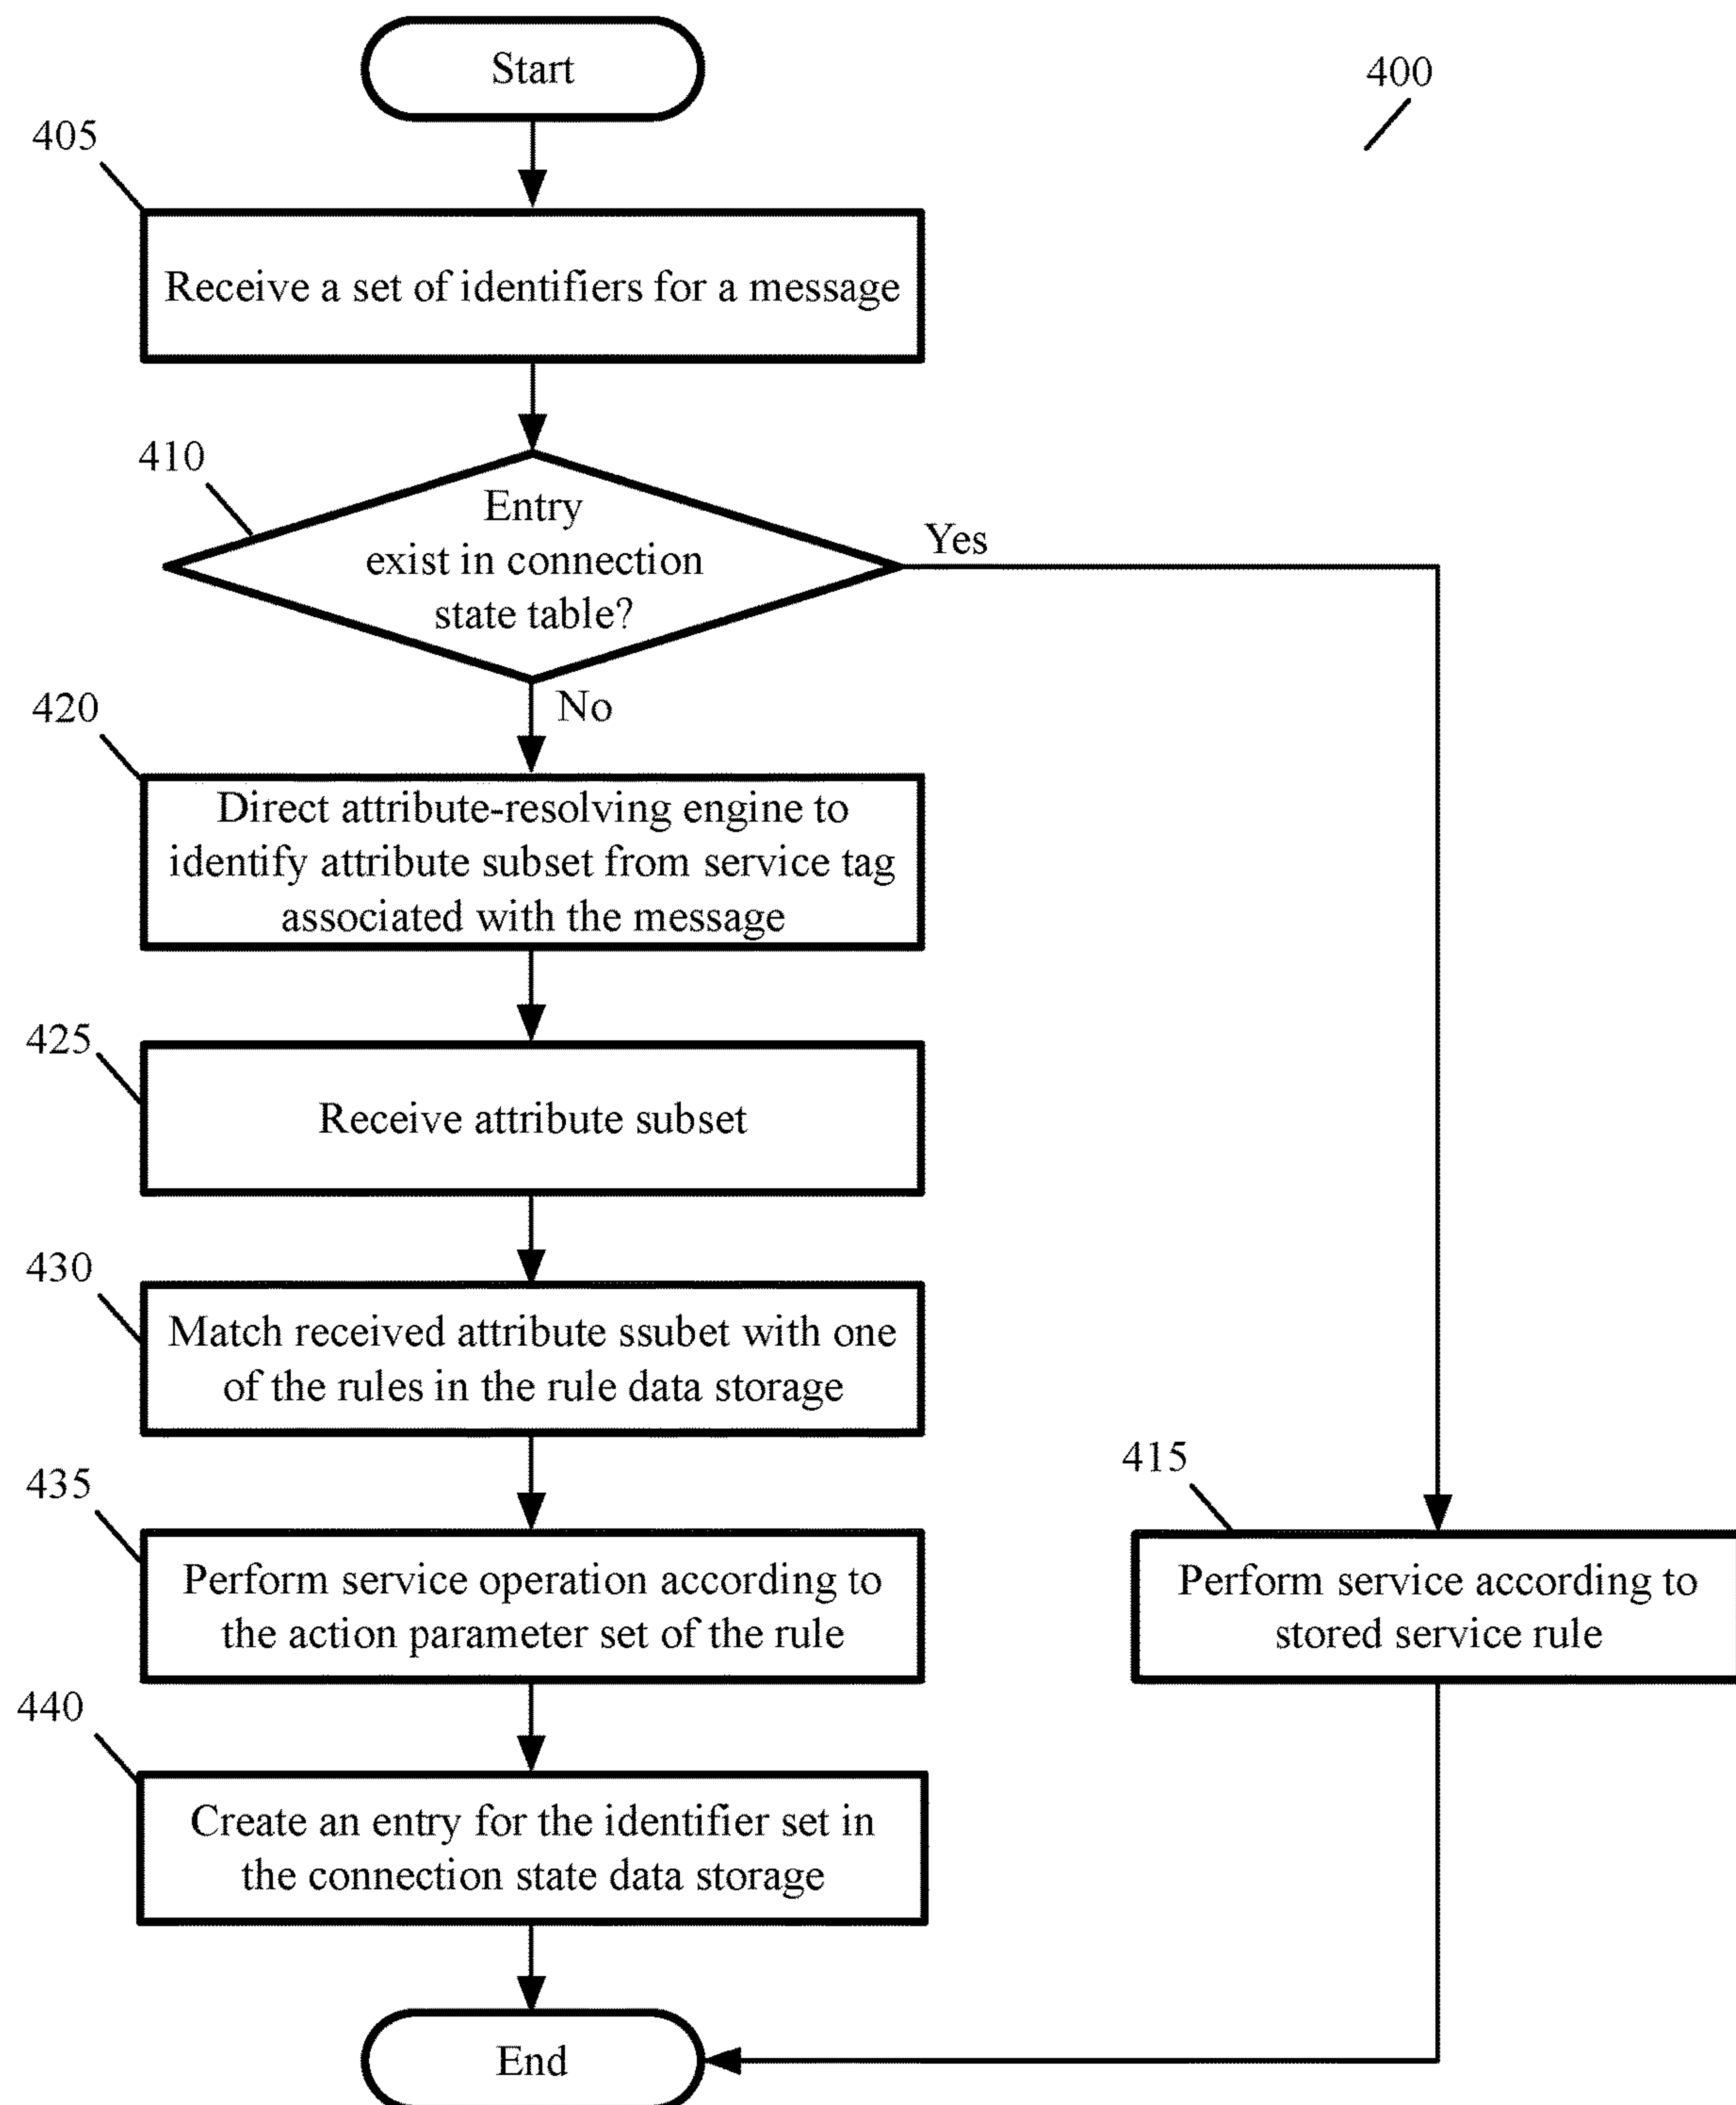 Start
400
405
Receive a set of identifiers for a message
410
Entry
exist in connection
state table?
Yes
No
420
Direct attribute-resolving engine to
identify attribute subset from service tag
associated with the message
425
Receive attribute subset
430
Match received attribute ssubet with one
of the rules in the rule data storage
435
Perform service operation according to
the action parameter set of the rule
415
Perform service according to
stored service rule
440
Create an entry for the identifier set in
the connection state data storage
End